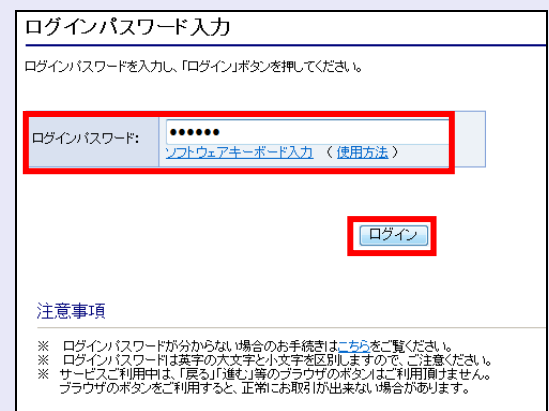 ログインパスワード入力
ログインパスワードを入力し、「ログイン」ボタンを押してください。
ログインパスワード:
●●●●●●
ソフトウェアキーボード入力 （使用方法）
ログイン
注意事項
※ ログインパスワードが分からない場合のお手続きはこちらをご覧ください。
※ ログインパスワードは英字の大文字と小文字を区別しますので、ご注意ください。
※ サービスご利用中は、「戻る」「進む」等のブラウザのボタンはご利用頂けません。
ブラウザのボタンをご利用すると、正常にお取引が出来ない場合があります。